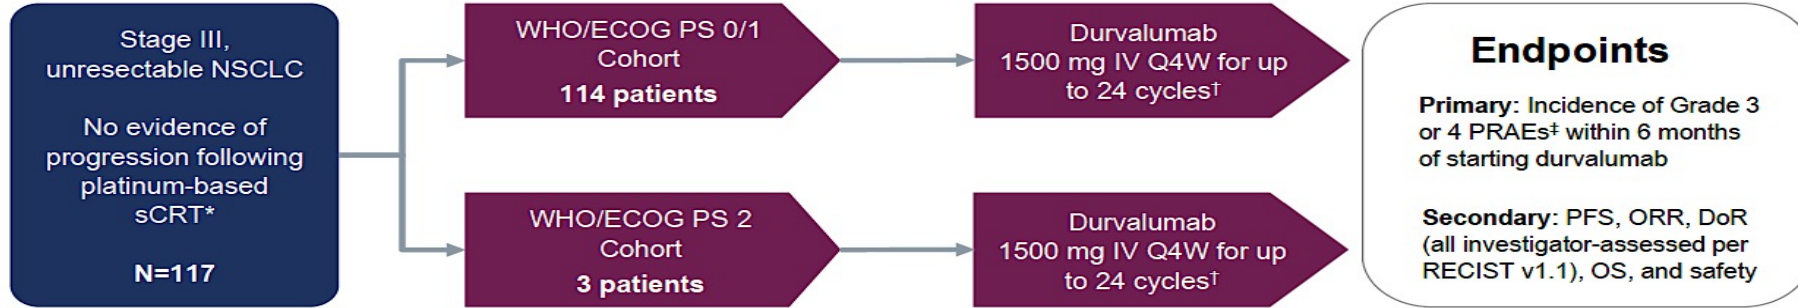 Stage III,
unresectable NSCLC
No evidence of
progression following
platinum-based
sCRT*
N=117
WHO/ECOG PS 0/1
Cohort
114 patients
Durvalumab
1500 mg IV Q4W for up
to 24 cycles†
WHO/ECOG PS 2
Cohort
3 patients
Durvalumab
1500 mg IV Q4W for up
to 24 cycles†
Endpoints
Primary: Incidence of Grade 3
or 4 PRAEs‡ within 6 months
of starting durvalumab
Secondary: PFS, ORR, DoR
(all investigator-assessed per
RECIST v1.1), OS, and safety